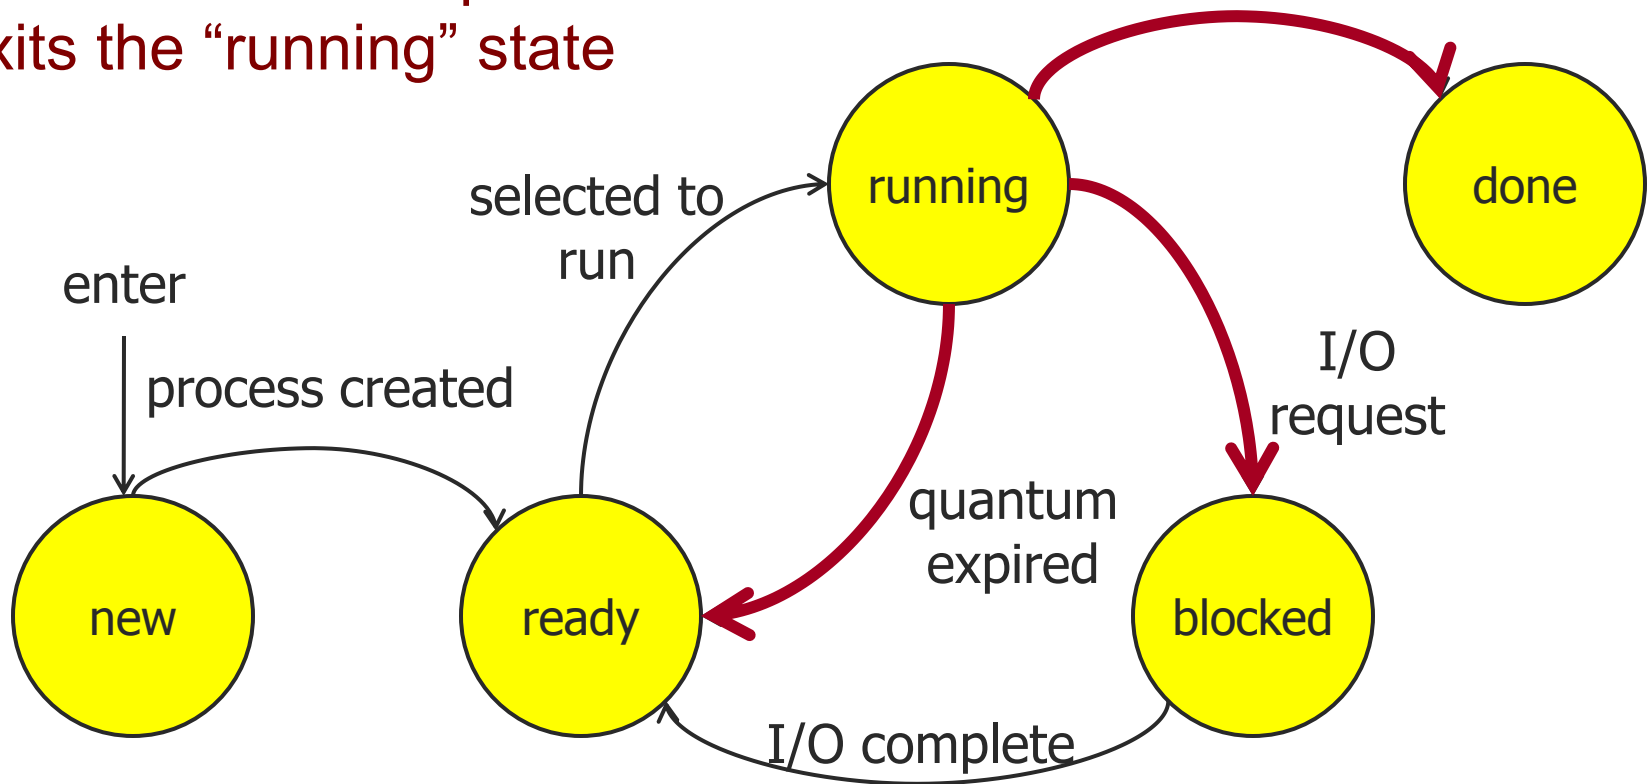 xits the “running” state
running
done
selected to
run
enter
I/O
request
process created
quantum
expired
new
ready
blocked
I/O complete